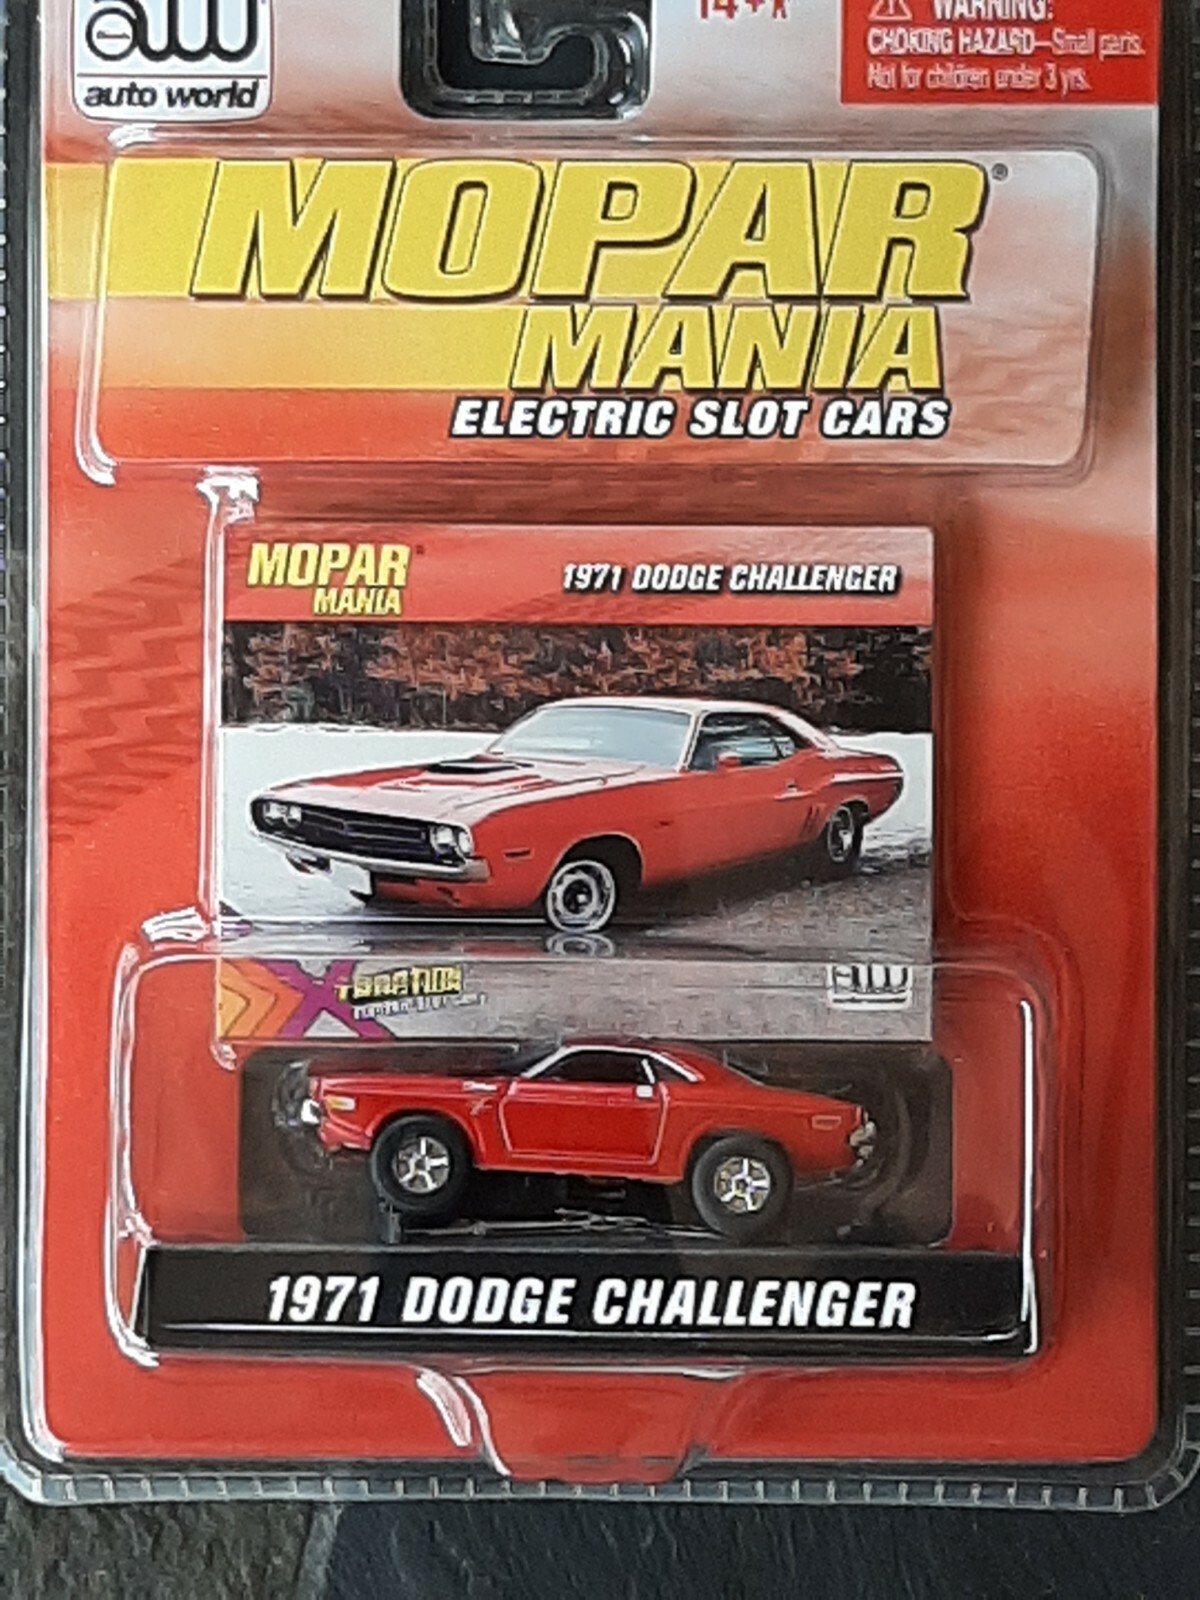 auto world
WARNING:
CHOKING HAZARD—Small parts.
Not for children under 3 yrs.
MOPAR®
MANIA
ELECTRIC SLOT CARS
MOPAR
MANIA
1971 DODGE CHALLENGER
1971 DODGE CHALLENGER